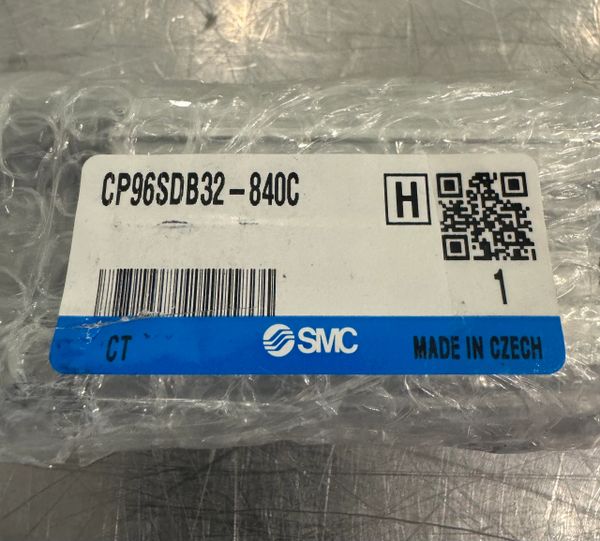 CP96SDB32-840C
H
1
CT
SMC
MADE IN CZECH